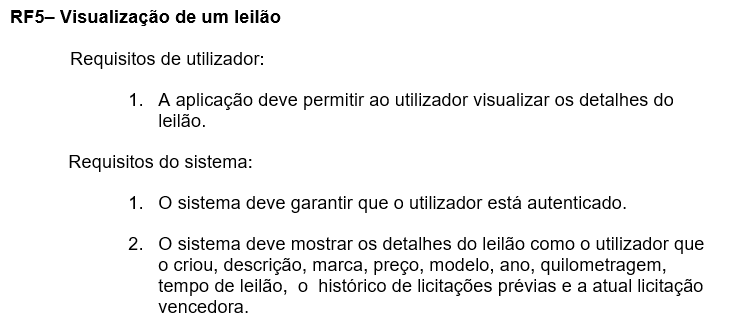 RF5– Visualização de um leilão
Requisitos de utilizador:
1. A aplicação deve permitir ao utilizador visualizar os detalhes do
leilão.
Requisitos do sistema:
1. O sistema deve garantir que o utilizador está autenticado.
2. O sistema deve mostrar os detalhes do leilão como o utilizador que
o criou, descrição, marca, preço, modelo, ano, quilometragem,
tempo de leilão,  o  histórico de licitações prévias e a atual licitação
vencedora.